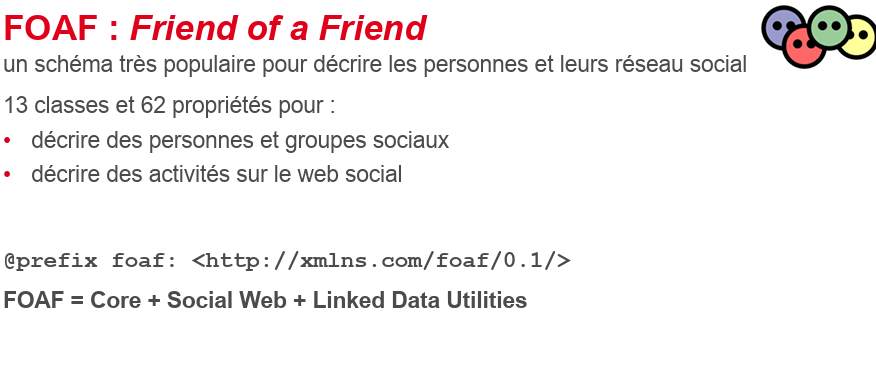 FOAF : Friend of a Friend
un schéma très populaire pour décrire les personnes et leurs réseau social
13 classes et 62 propriétés pour :
• décrire des personnes et groupes sociaux
• décrire des activités sur le web social
@prefix foaf: <http://xmlns.com/foaf/0.1/>
FOAF = Core + Social Web + Linked Data Utilities